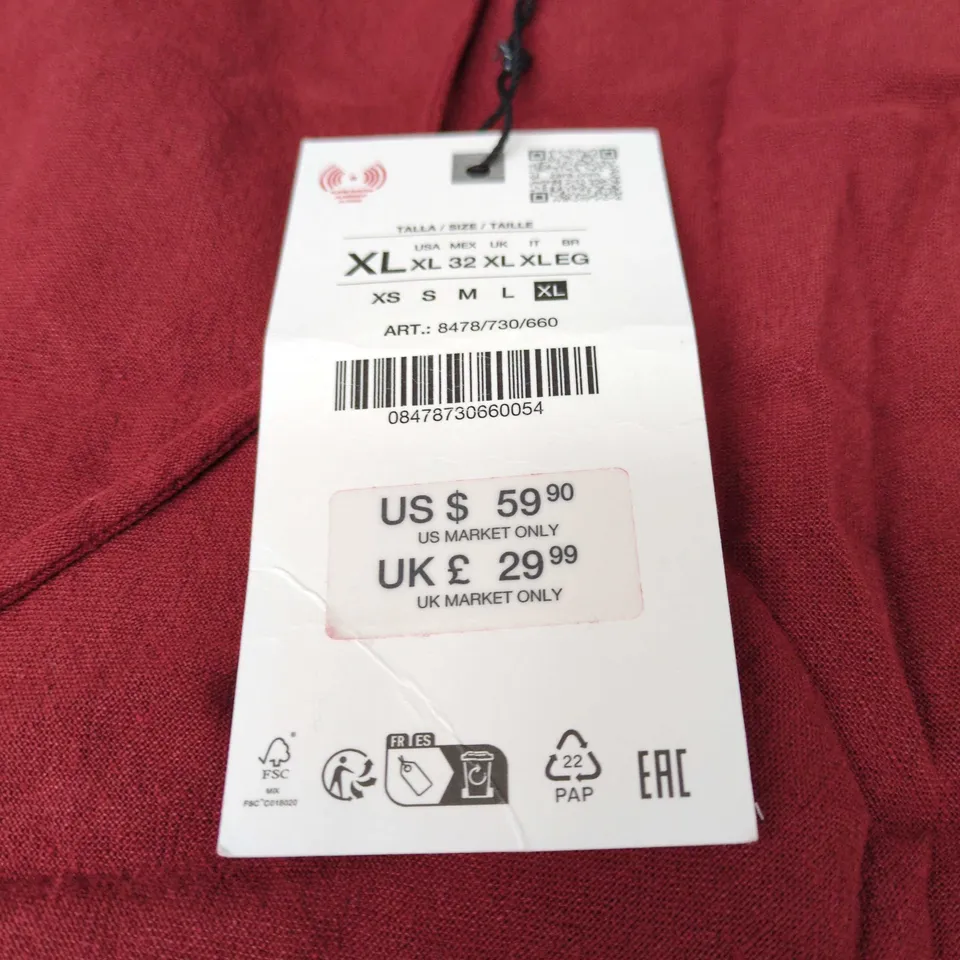 TALLA / SIZE / TAILLE
USA MEX UK IT BR
XL XL 32 XL XL EG
XS S M L XL
ART.: 8478/730/660
08478730660054
US $ 59 90
US MARKET ONLY
UK £ 29 99
UK MARKET ONLY
FR ES
FSC
MIX
FSC™ C016020
22
PAP
EAC